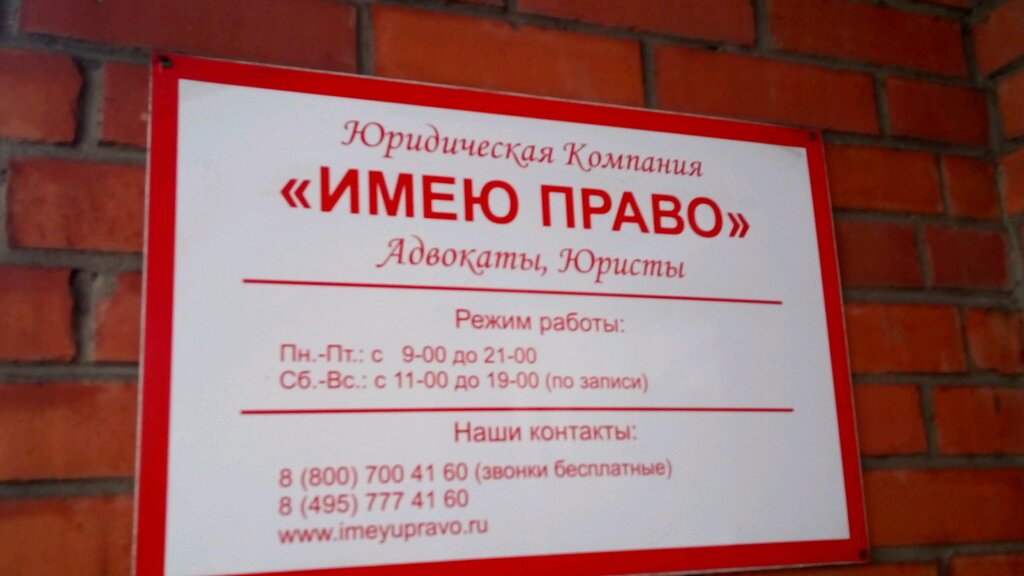 Юридическая Компания
«ИМЕЮ ПРАВО»
Адвокаты, Юристы
Режим работы:
Пн.-Пт.: с 9-00 до 21-00
Сб.-Вс.: с 11-00 до 19-00 (по записи)
Наши контакты:
8 (800) 700 41 60 (звонки бесплатные)
8 (495) 777 41 60
www.imeyupravo.ru